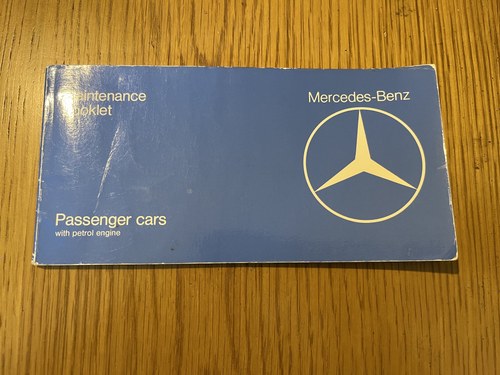 Maintenance
Booklet
Mercedes-Benz
Passenger cars
with petrol engine